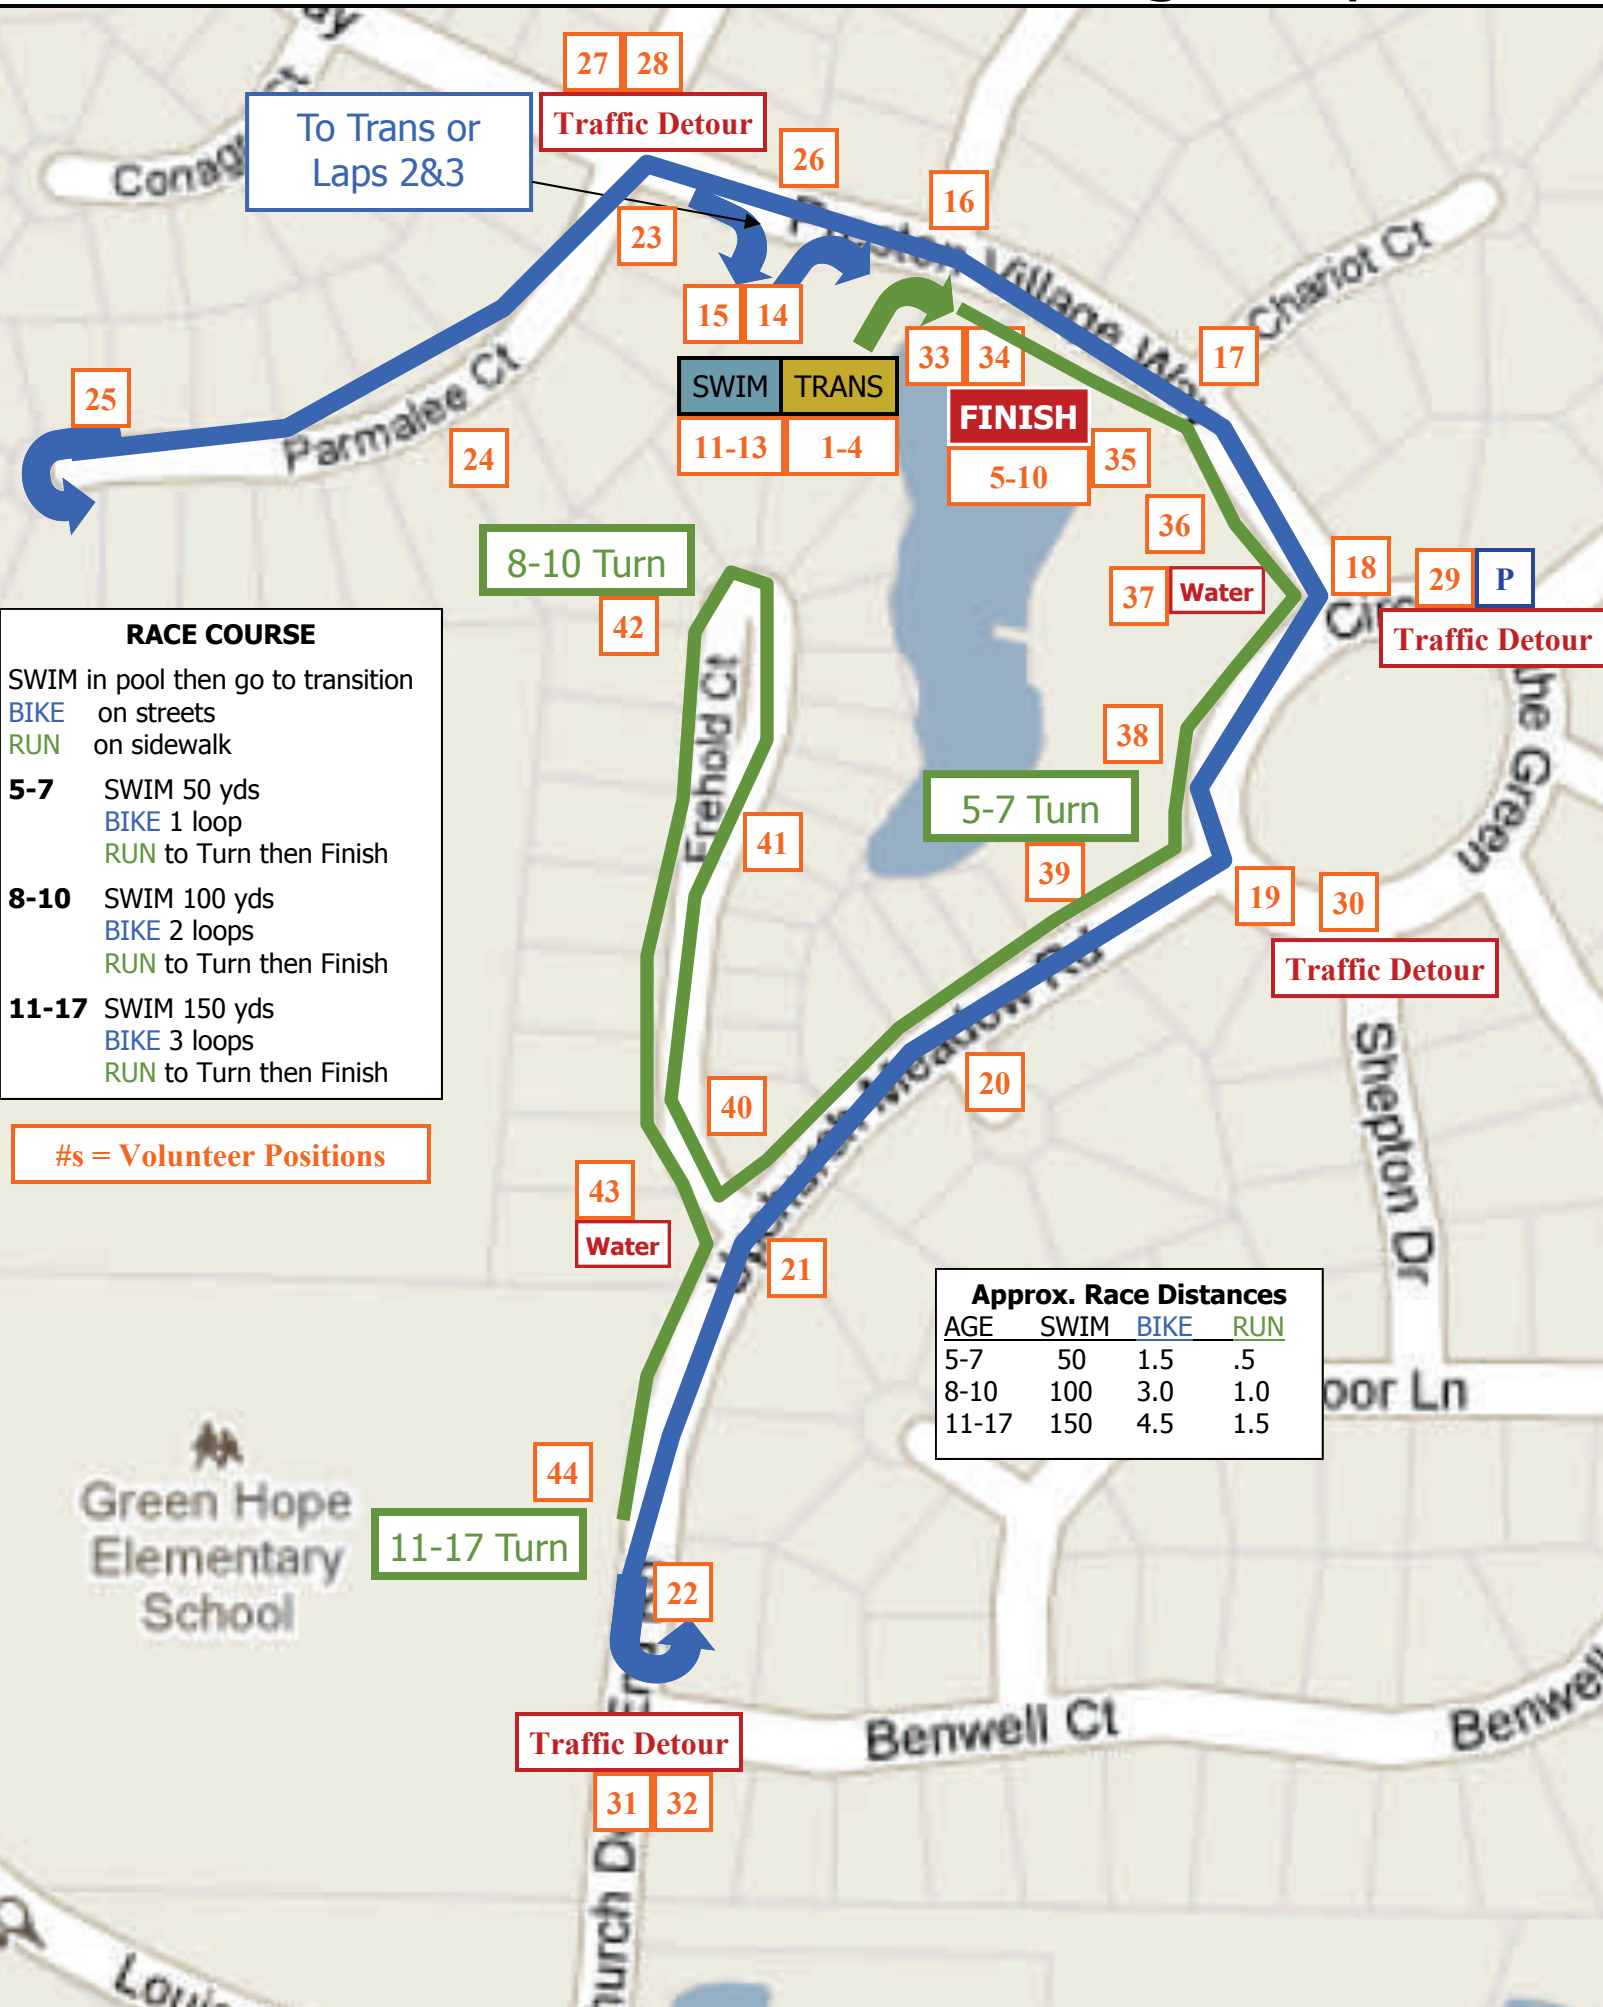 27 28
Traffic Detour
To Trans or
Laps 2&3
26
16
23
15 14
Village
Chariot Ct
17
33 34
SWIM TRANS
FINISH
11-13 1-4
5-10
35
25
Parmalee Ct
24
36
8-10 Turn
42
37 Water
18 29 P
Traffic Detour
RACE COURSE
SWIM in pool then go to transition
BIKE on streets
RUN on sidewalk
5-7 SWIM 50 yds
BIKE 1 loop
RUN to Turn then Finish
8-10 SWIM 100 yds
BIKE 2 loops
RUN to Turn then Finish
11-17 SWIM 150 yds
BIKE 3 loops
RUN to Turn then Finish
#s = Volunteer Positions
Frehold Ct
38
5-7 Turn
39
41
Green
19 30
Traffic Detour
Meadow Rd
20
40
Shepton Dr
43
Water
21
Approx. Race Distances
AGE SWIM BIKE RUN
5-7 50 1.5 .5
8-10 100 3.0 1.0
11-17 150 4.5 1.5
oor Ln
44
11-17 Turn
Green Hope
Elementary
School
22
Traffic Detour
31 32
Benwell Ct
Benwel